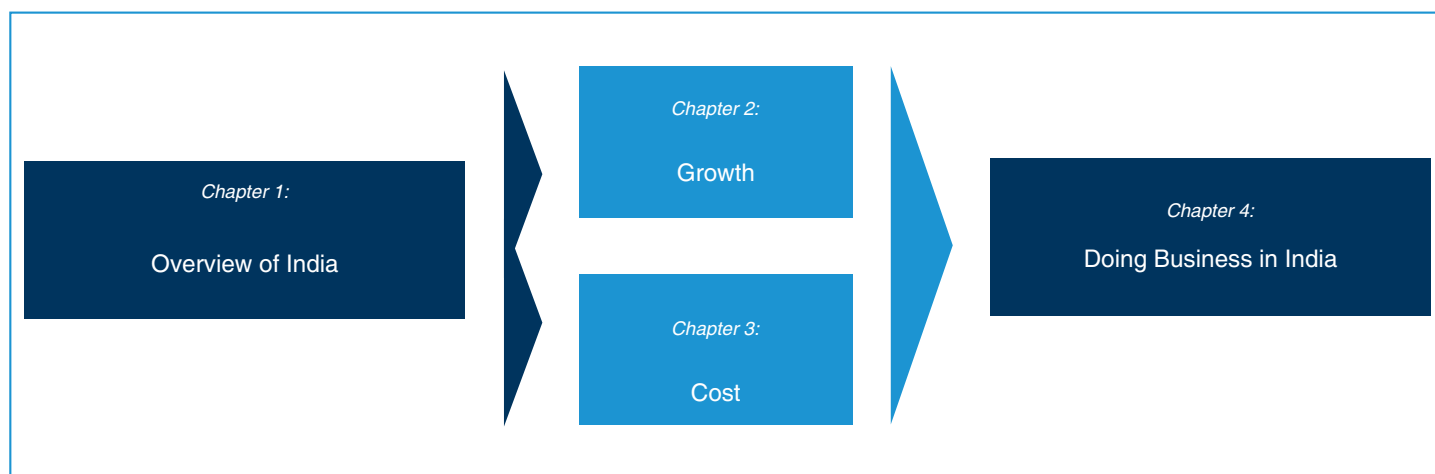 Chapter 1:
Overview of India
Chapter 2:
Growth
Chapter 3:
Cost
Chapter 4:
Doing Business in India